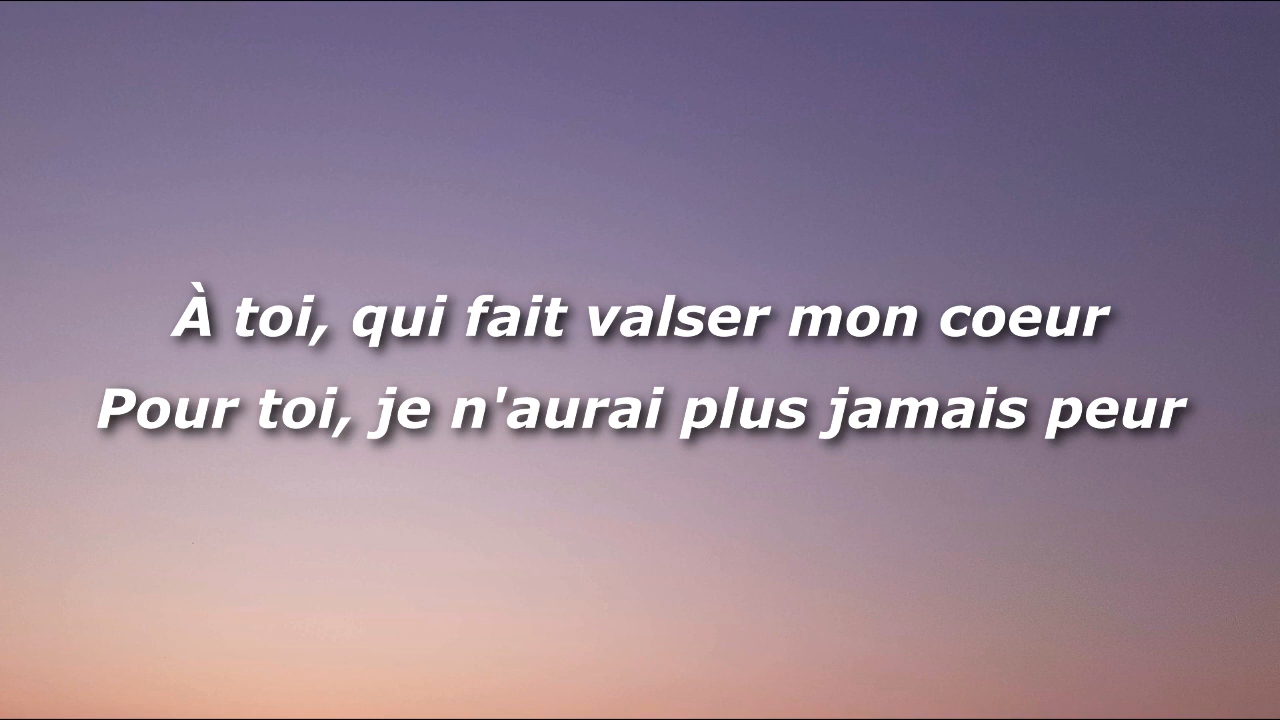 À toi, qui fait valser mon coeur
Pour toi, je n'aurai plus jamais peur